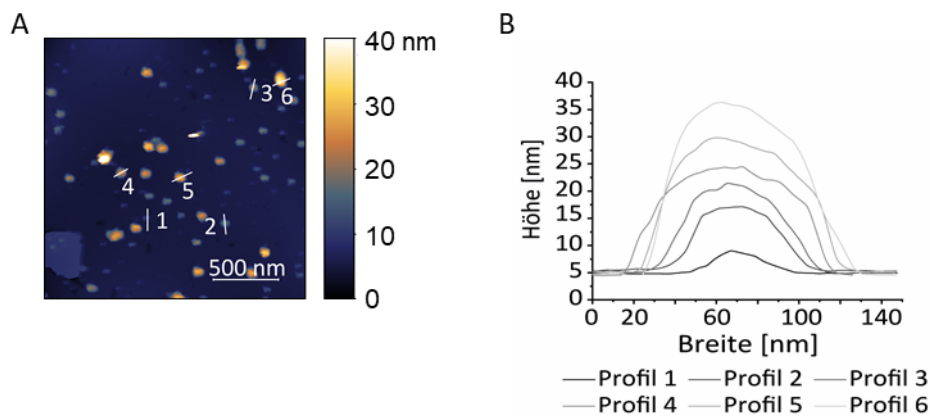 A
40 nm
30
20
10
0
3
6
4
5
1
2
500 nm
B
Höhe [nm]
40
35
30
25
20
15
10
5
0
0 20 60 100 140
Breite [nm]
Profil 1 Profil 2 Profil 3
Profil 4 Profil 5 Profil 6